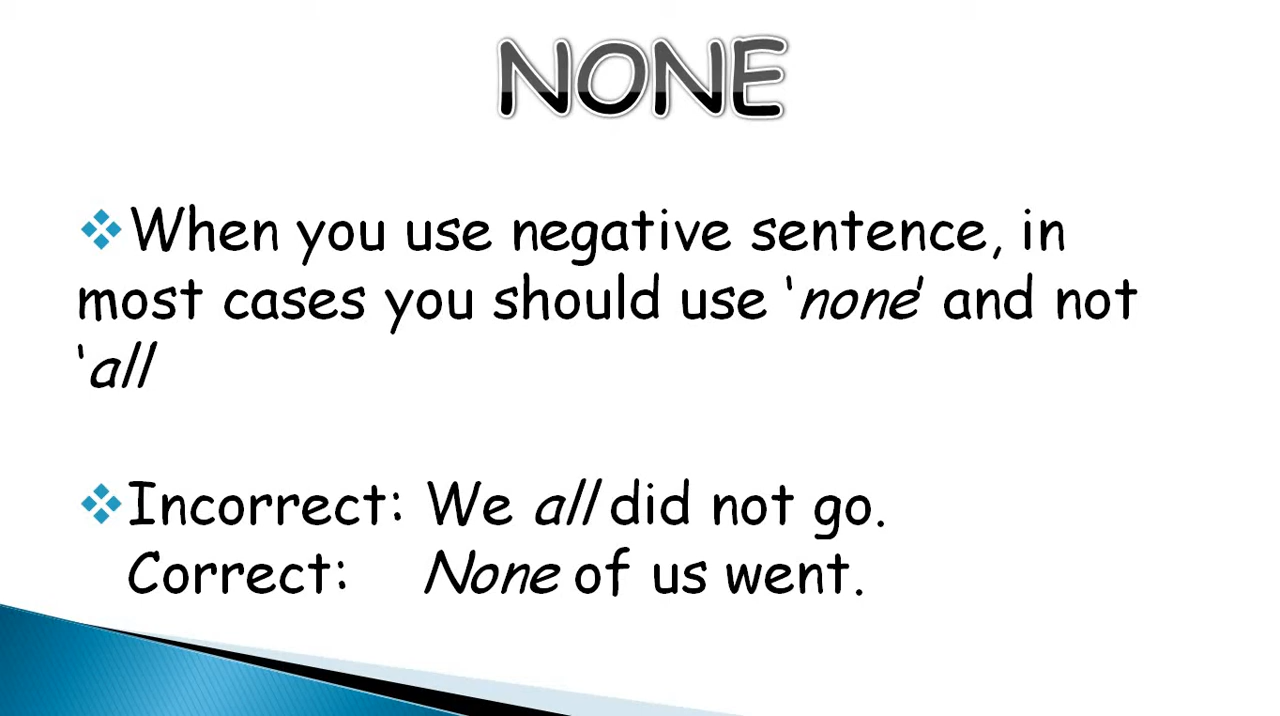 NONE
When you use negative sentence, in
most cases you should use ‘none’ and not
‘all
Incorrect: We all did not go.
Correct: None of us went.